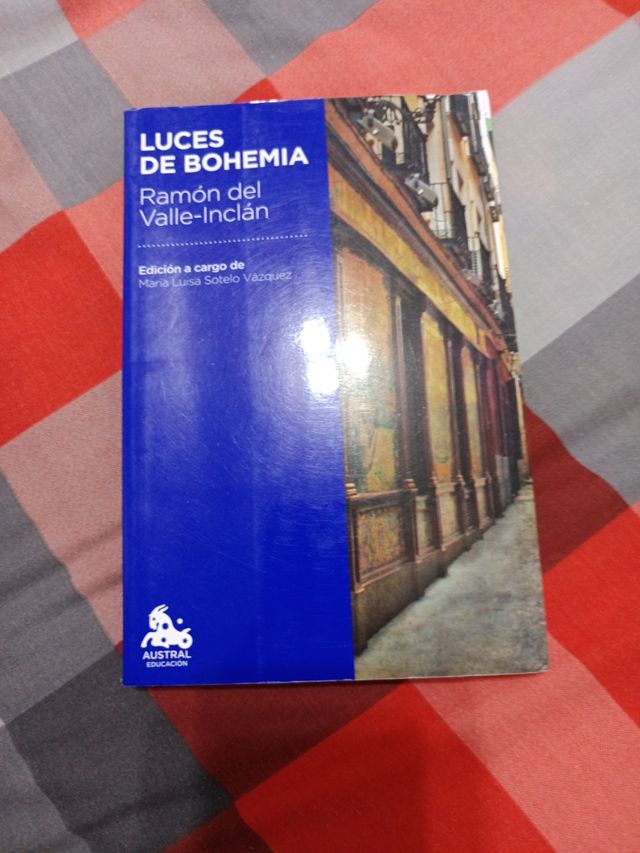 LUCES
DE BOHEMIA
Ramón del
Valle-Inclán
Edición a cargo de
María Luisa Sotelo Vázquez
AUSTRAL
EDUCACIÓN